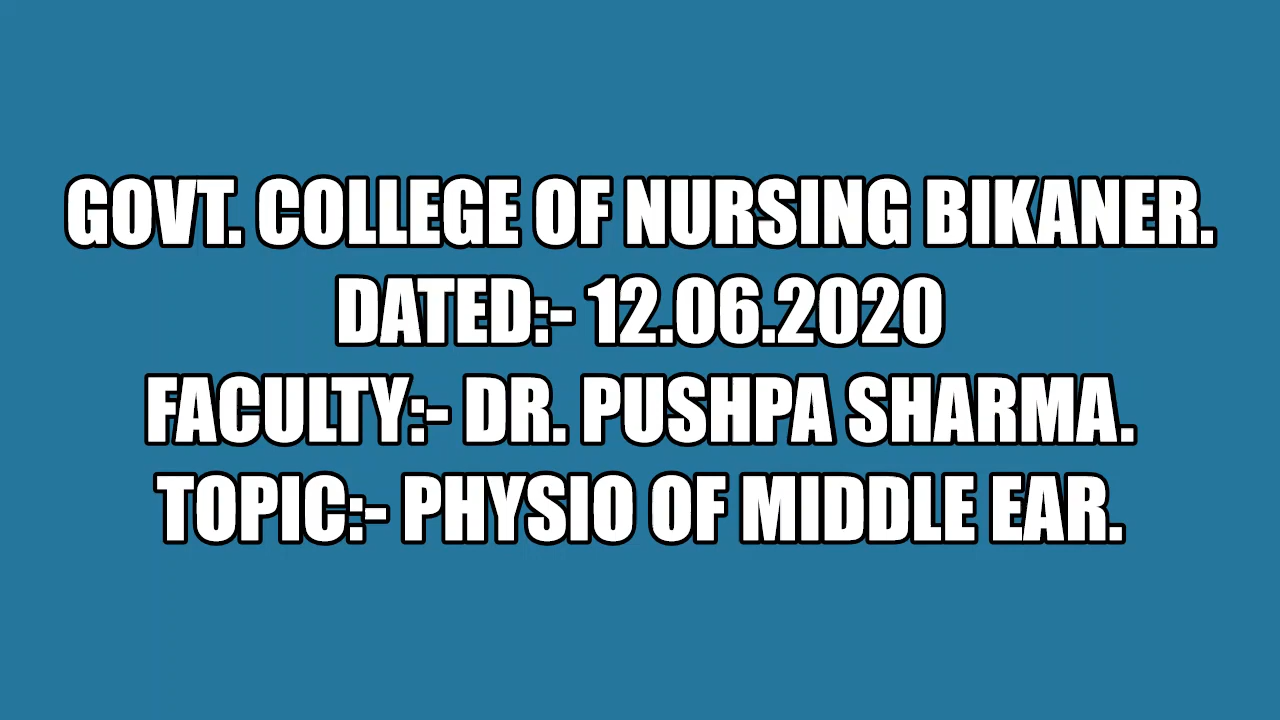 GOVT. COLLEGE OF NURSING BIKANER.
DATED:- 12.06.2020
FACULTY:- DR. PUSHPA SHARMA.
TOPIC:- PHYSIO OF MIDDLE EAR.